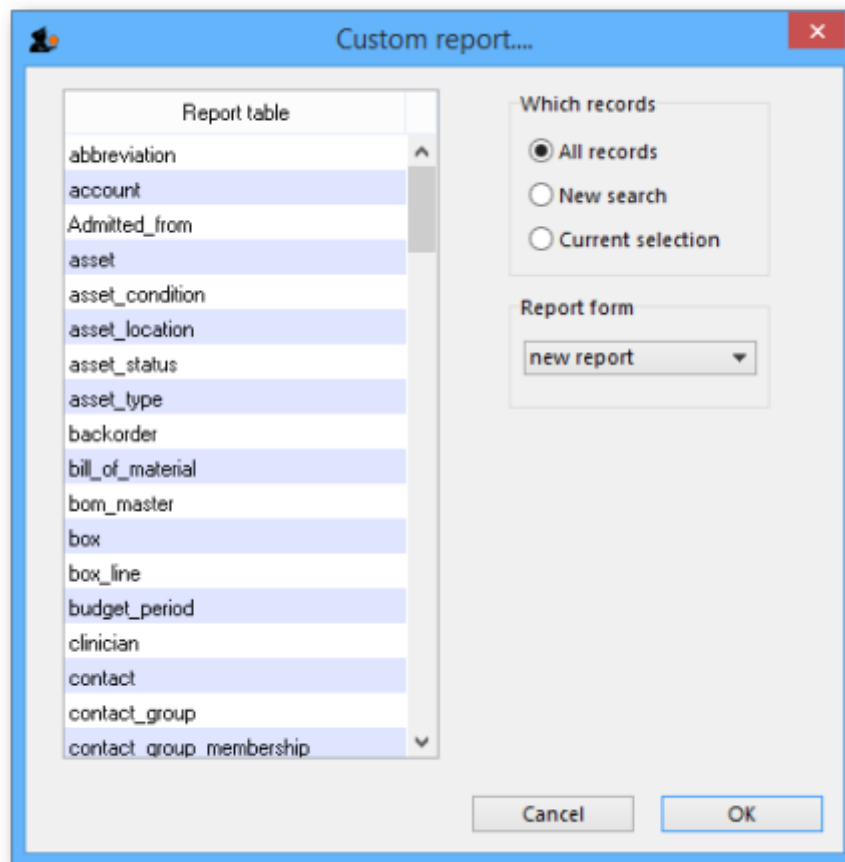 Custom report....
Report table
abbreviation
account
Admitted_from
asset
asset_condition
asset_location
asset_status
asset_type
backorder
bill_of_material
bom_master
box
box_line
budget_period
clinician
contact
contact_group
contact_group_membership
Which records
All records
New search
Current selection
Report form
new report
Cancel
OK